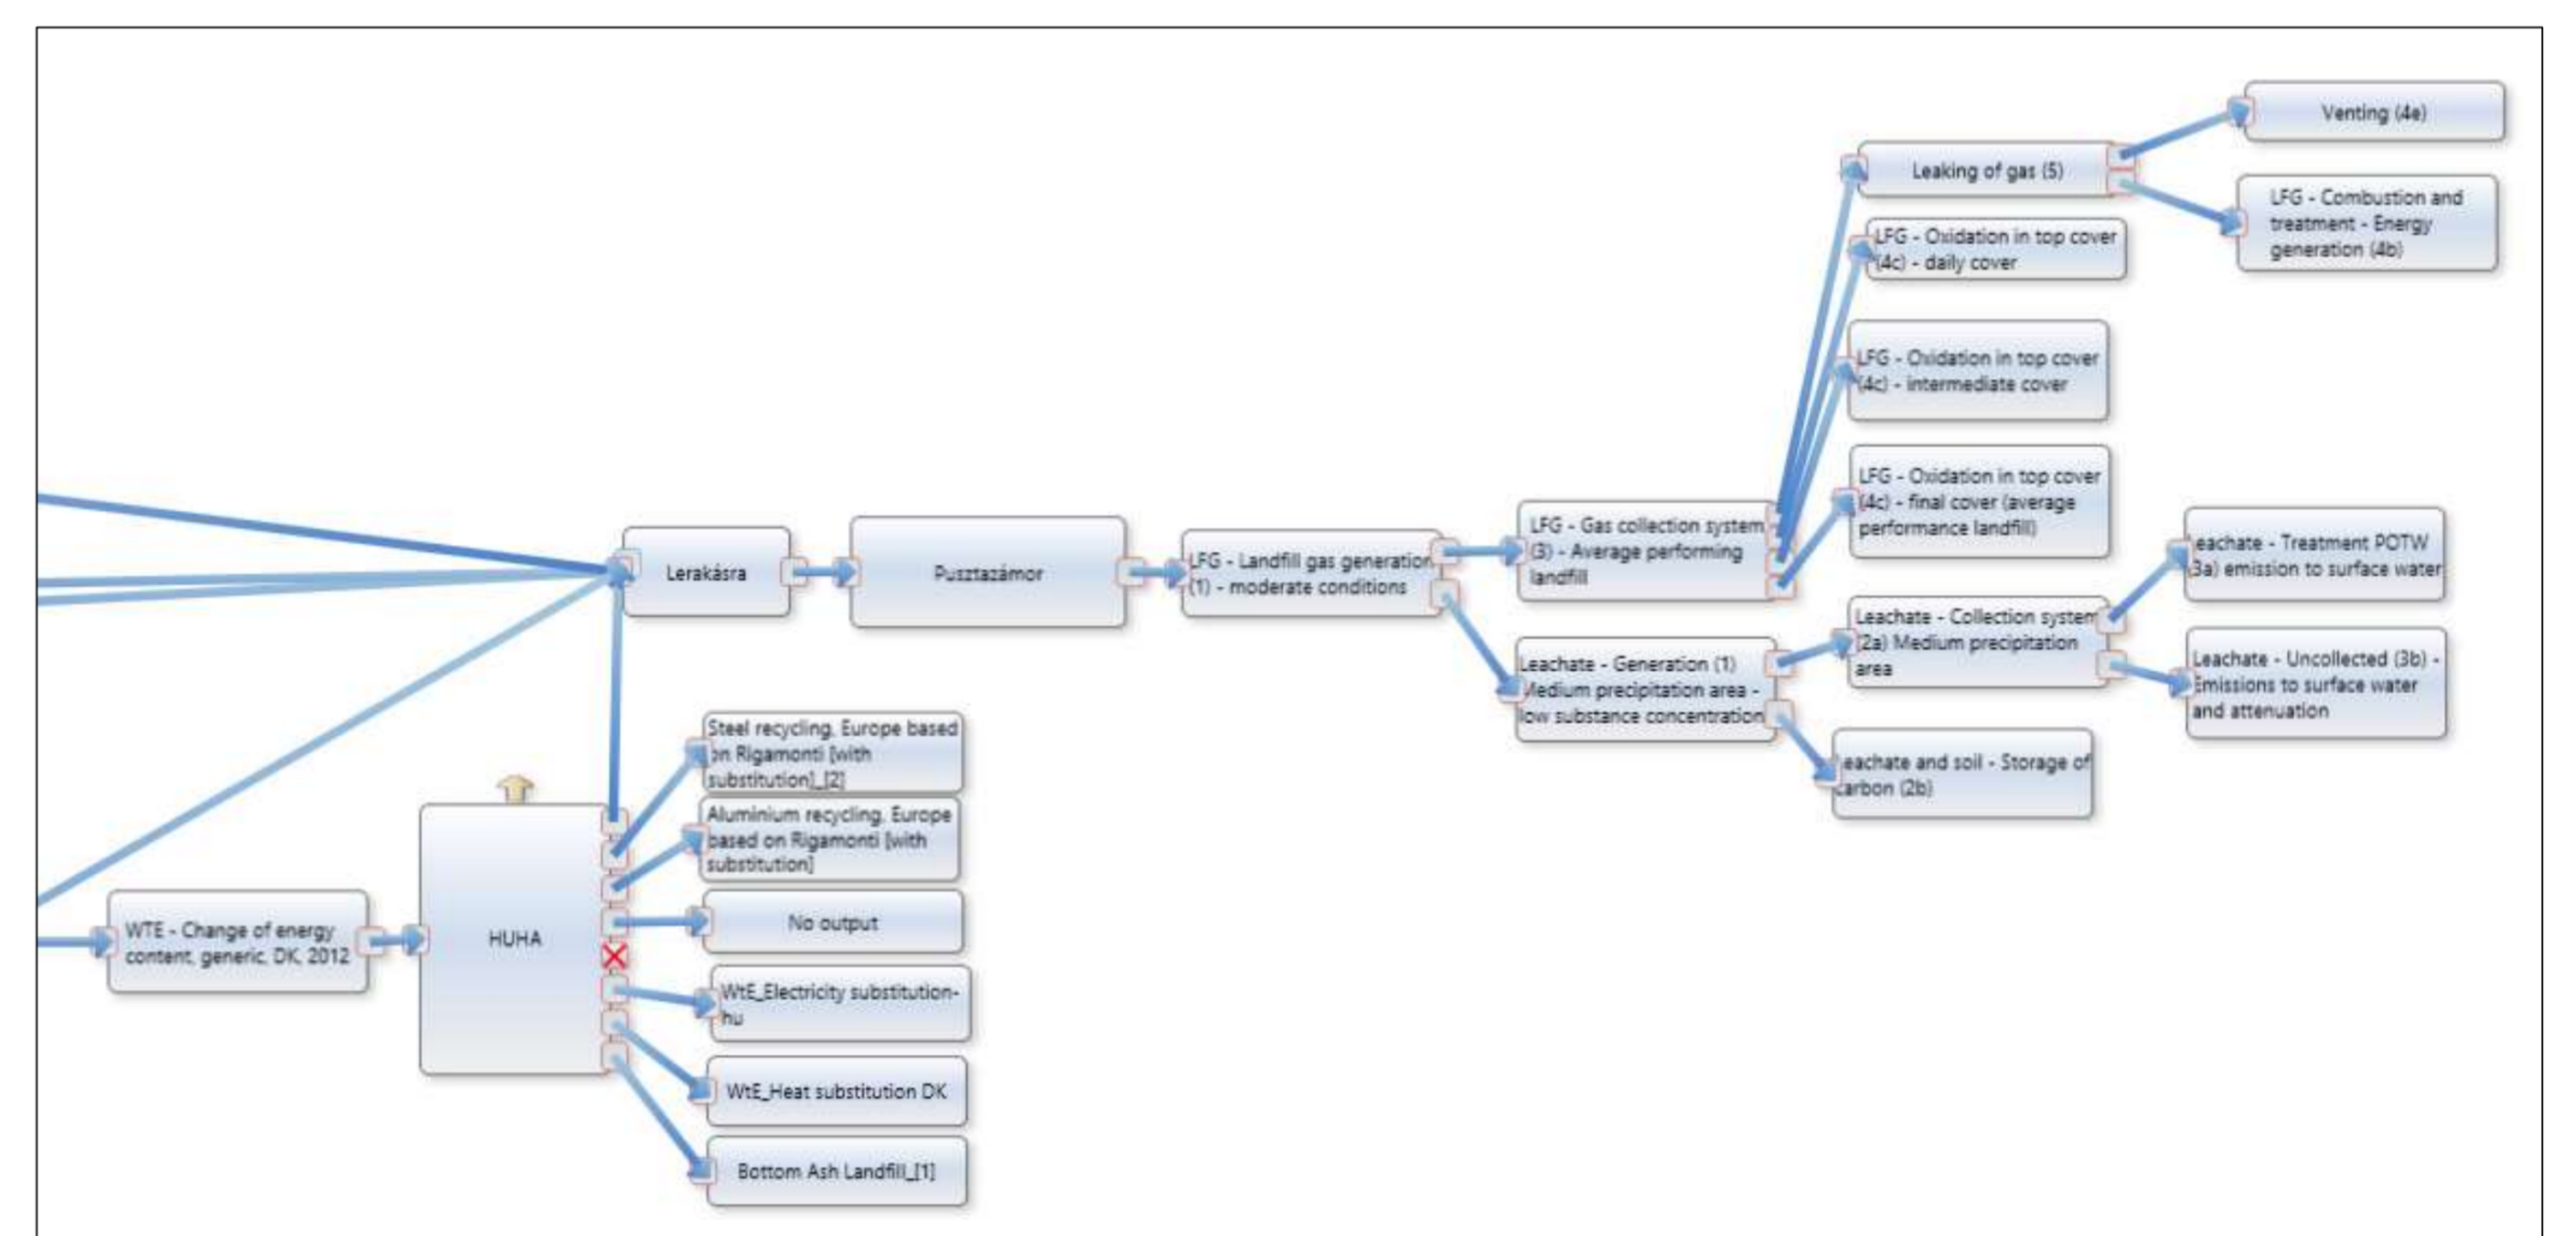 Venting (4e)
Leaking of gas (5)
LFG - Combustion and
treatment - Energy
generation (4b)
LFG - Oxidation in top cover
(4c) - daily cover
LFG - Oxidation in top cover
(4c) - intermediate cover
LFG - Oxidation in top cover
(4c) - final cover (average
performance landfill)
LFG - Gas collection system
(3) - Average performing
landfill
Lerakásra
Pusztazámor
LFG - Landfill gas generation
(1) - moderate conditions
eachate - Treatment POTW
(3a) emission to surface water
Leachate - Collection system
(2a) Medium precipitation
area
Leachate - Generation (1)
Medium precipitation area -
low substance concentration
Leachate - Uncollected (3b) -
Emissions to surface water
and attenuation
eachate and soil - Storage of
carbon (2b)
Steel recycling, Europe based
on Rigamonti [with
substitution]_[2]
Aluminium recycling, Europe
based on Rigamonti [with
substitution]
No output
WTE - Change of energy
content, generic, DK, 2012
HUHA
WtE_Electricity substitution-
hu
WtE_Heat substitution DK
Bottom Ash Landfill_[1]